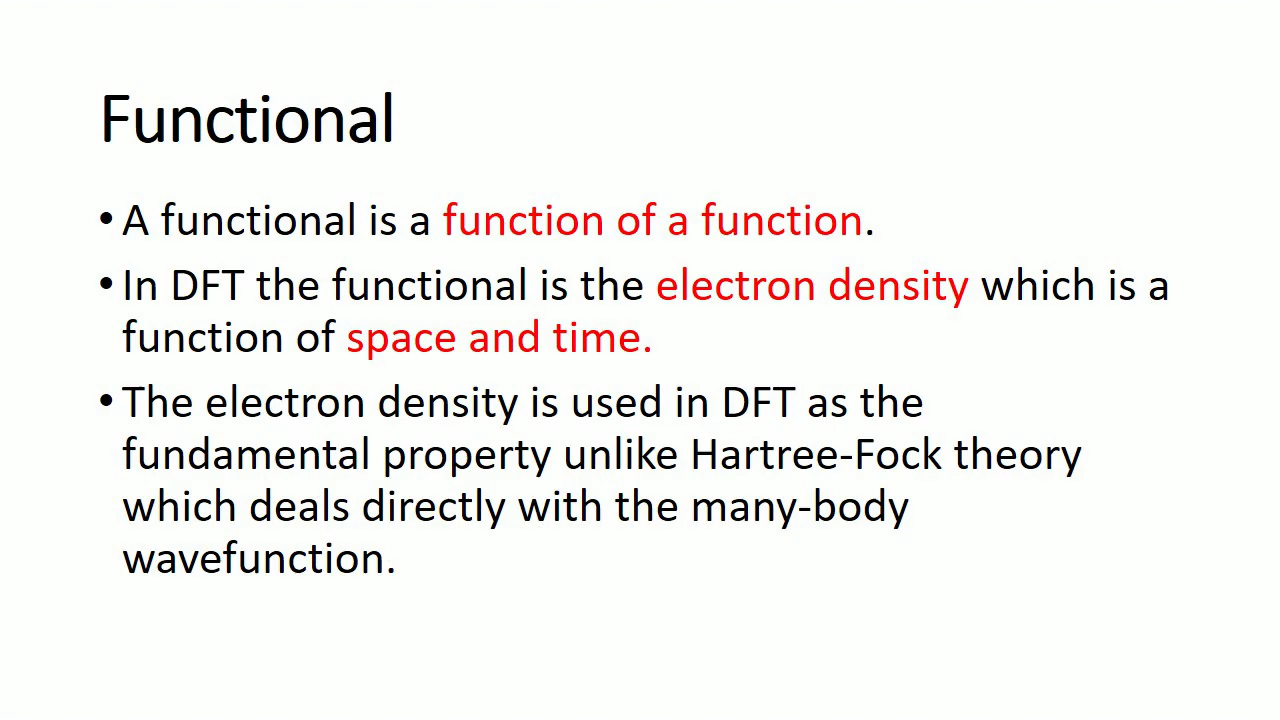 Functional
• A functional is a function of a function.
• In DFT the functional is the electron density which is a
function of space and time.
• The electron density is used in DFT as the
fundamental property unlike Hartree-Fock theory
which deals directly with the many-body
wavefunction.